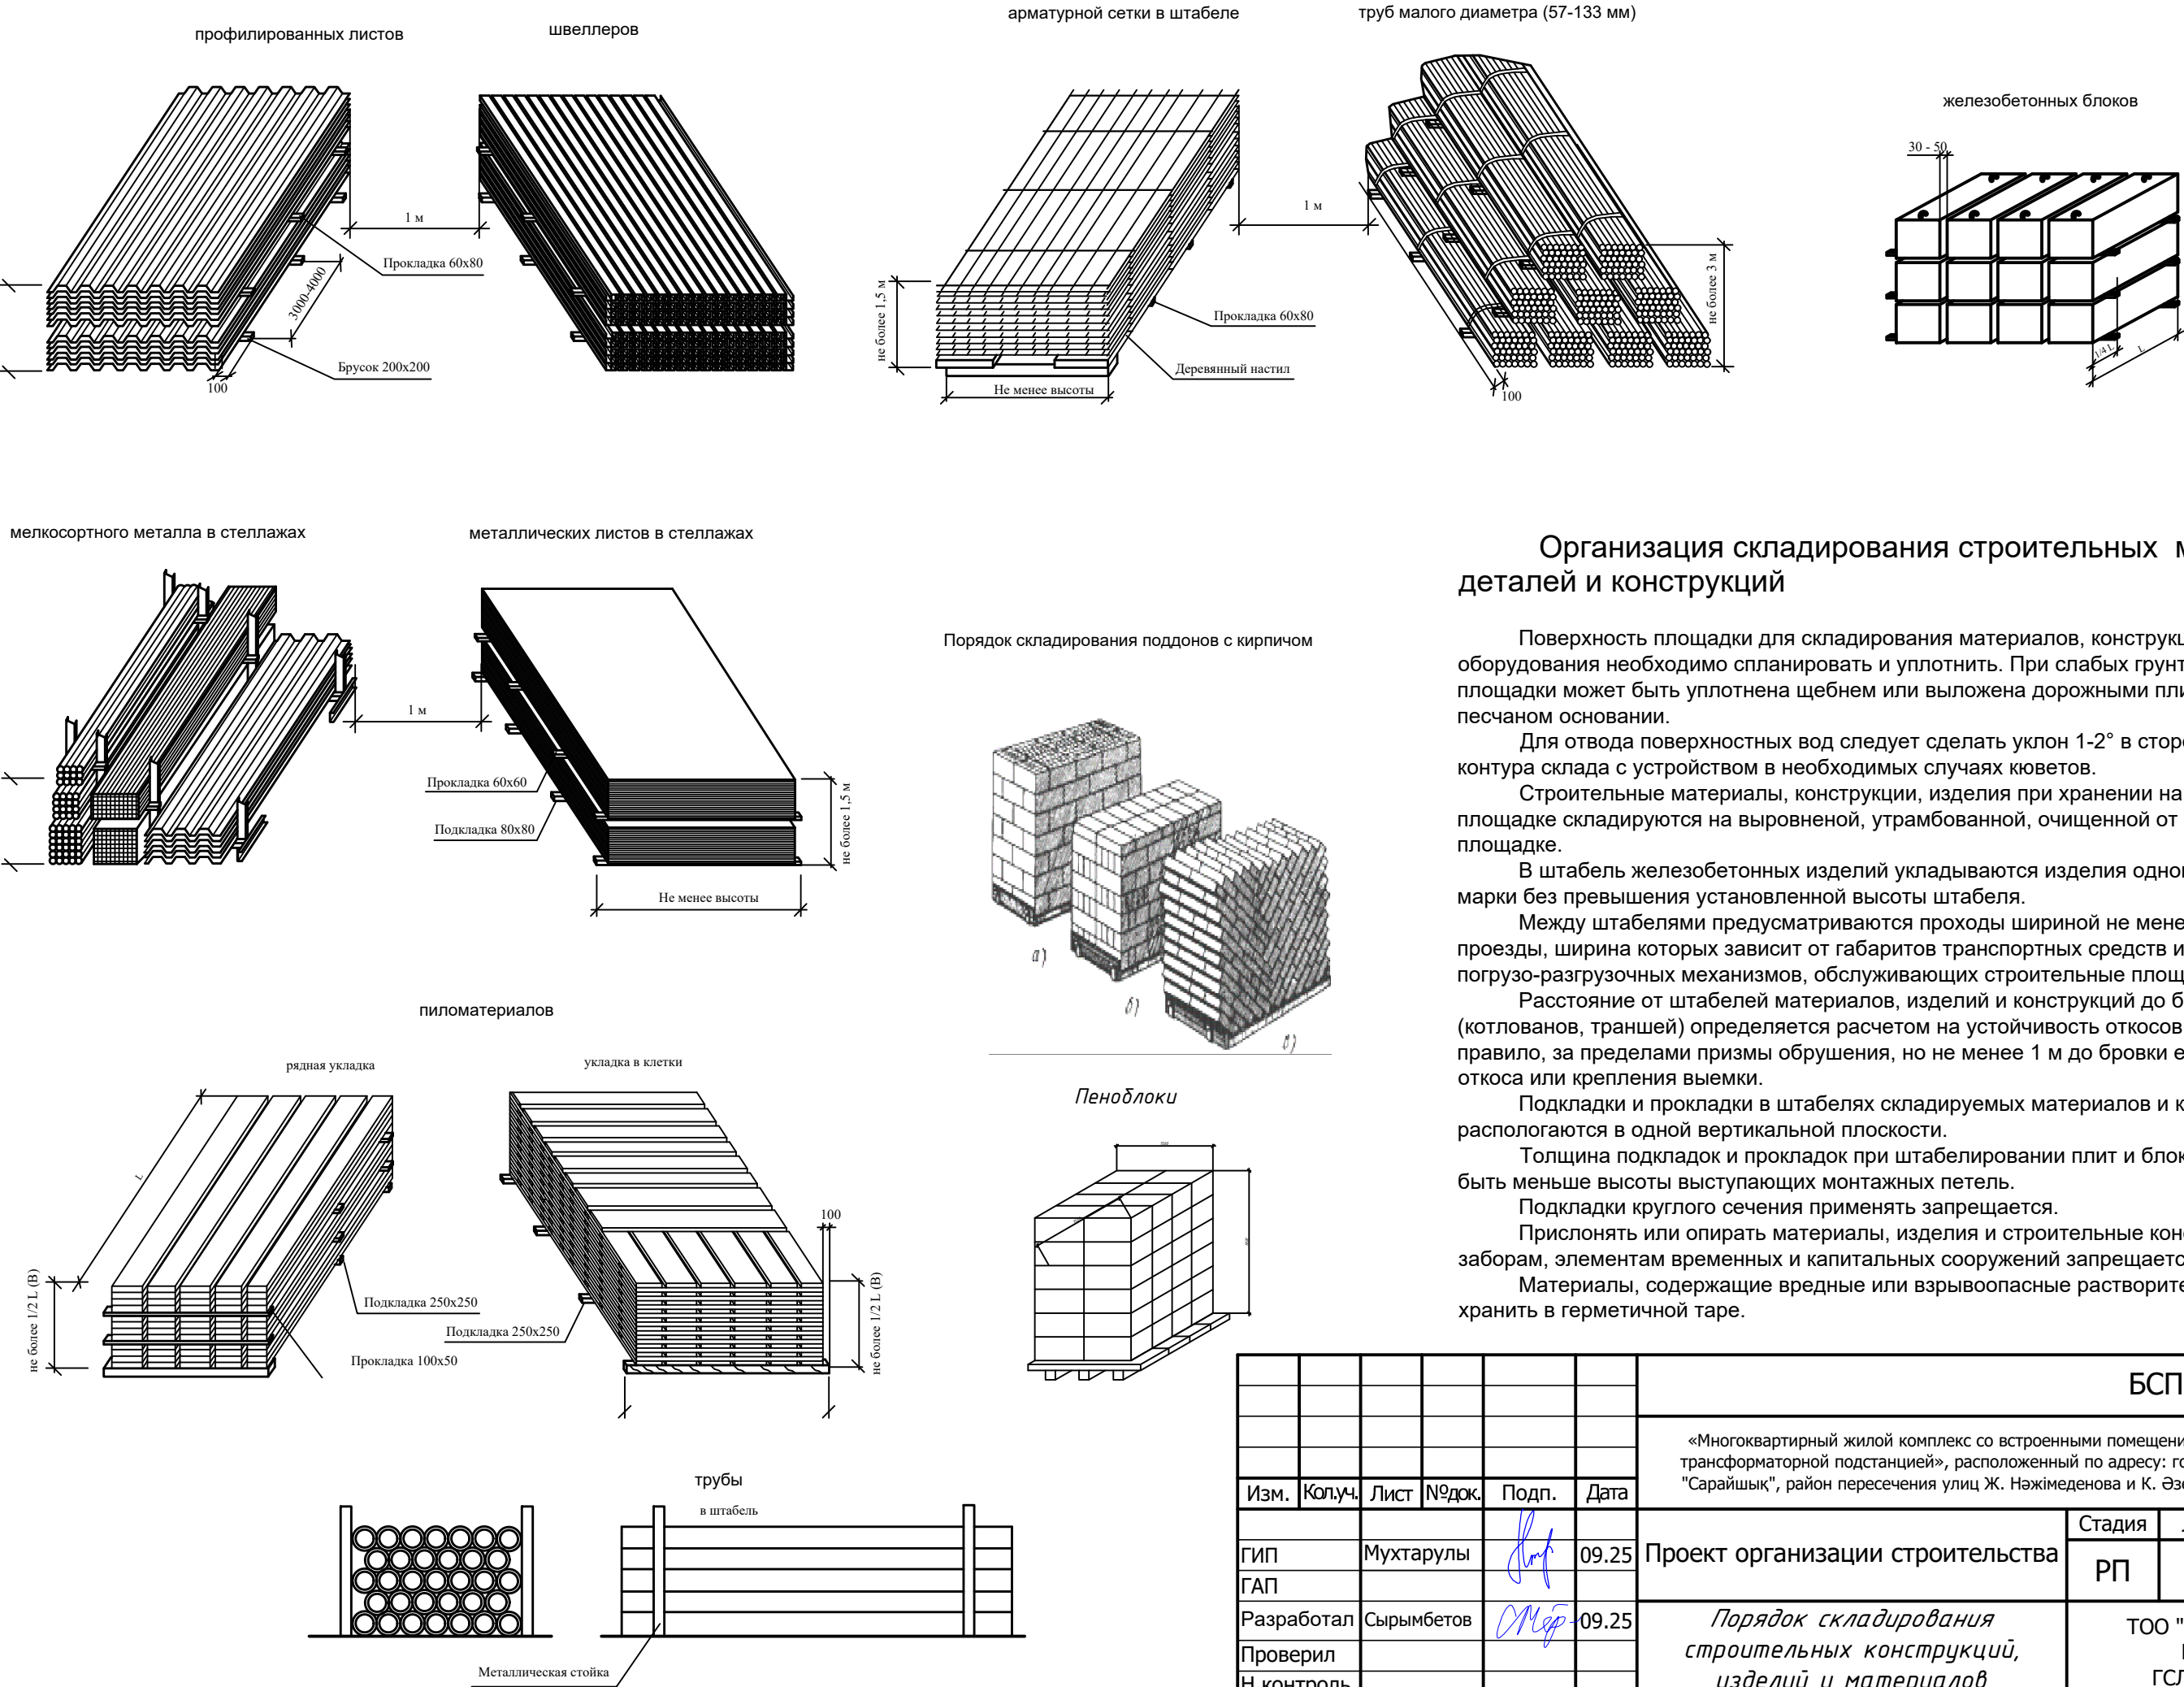 профилированных листов
швеллеров
арматурной сетки в штабеле
труб малого диаметра (57-133 мм)
железобетонных блоков
1 м
Прокладка 60х80
3000-4000
Брусок 200х200
100
1 м
не более 1,5 м
Прокладка 60х80
Деревянный настил
Не менее высоты
не более 3 м
100
30 - 50
1/4 L
L
мелкосортного металла в стеллажах
металлических листов в стеллажах
1 м
Прокладка 60х60
Подкладка 80х80
не более 1,5 м
Не менее высоты
Порядок складирования поддонов с кирпичом
а)
б)
в)
Пеноблоки
пиломатериалов
рядная укладка
укладка в клетки
L
не более 1/2 L (В)
Подкладка 250х250
Прокладка 100х50
Подкладка 250х250
100
не более 1/2 L (В)
трубы
в штабель
Металлическая стойка
Организация складирования строительных
деталей и конструкций
Поверхность площадки для складирования материалов, конструкц
оборудования необходимо спланировать и уплотнить. При слабых грунт
площадки может быть уплотнена щебнем или выложена дорожными пли
песчаном основании.
Для отвода поверхностных вод следует сделать уклон 1-2° в сторо
контура склада с устройством в необходимых случаях кюветов.
Строительные материалы, конструкции, изделия при хранении на
площадке складируются на выровненой, утрамбованной, очищенной от
площадке.
В штабель железобетонных изделий укладываются изделия одно
марки без превышения установленной высоты штабеля.
Между штабелями предусматриваются проходы шириной не мене
проезды, ширина которых зависит от габаритов транспортных средств и
погрузо-разгрузочных механизмов, обслуживающих строительные площ
Расстояние от штабелей материалов, изделий и конструкций до б
(котлованов, траншей) определяется расчетом на устойчивость откосов
правило, за пределами призмы обрушения, но не менее 1 м до бровки е
откоса или крепления выемки.
Подкладки и прокладки в штабелях складируемых материалов и к
распологаются в одной вертикальной плоскости.
Толщина подкладок и прокладок при штабелировании плит и блок
быть меньше высоты выступающих монтажных петель.
Подкладки круглого сечения применять запрещается.
Прислонять или опирать материалы, изделия и строительные кон
заборам, элементам временных и капитальных сооружений запрещаетс
Материалы, содержащие вредные или взрывоопасные растворите
хранить в герметичной таре.
БСП
«Многоквартирный жилой комплекс со встроенными помещени
трансформаторной подстанцией», расположенный по адресу: го
"Сарайшық", район пересечения улиц Ж. Нәжімеденова и К. Әз
Изм. Кол.уч. Лист №док. Подп. Дата
ГИП Мухтарулы 09.25
ГАП
Разработал Сырымбетов 09.25
Проверил
Н.контроль
Проект организации строительства
Стадия
РП
Порядок складирования
строительных конструкций,
изделий и материалов
ТОО "
ГСЛ